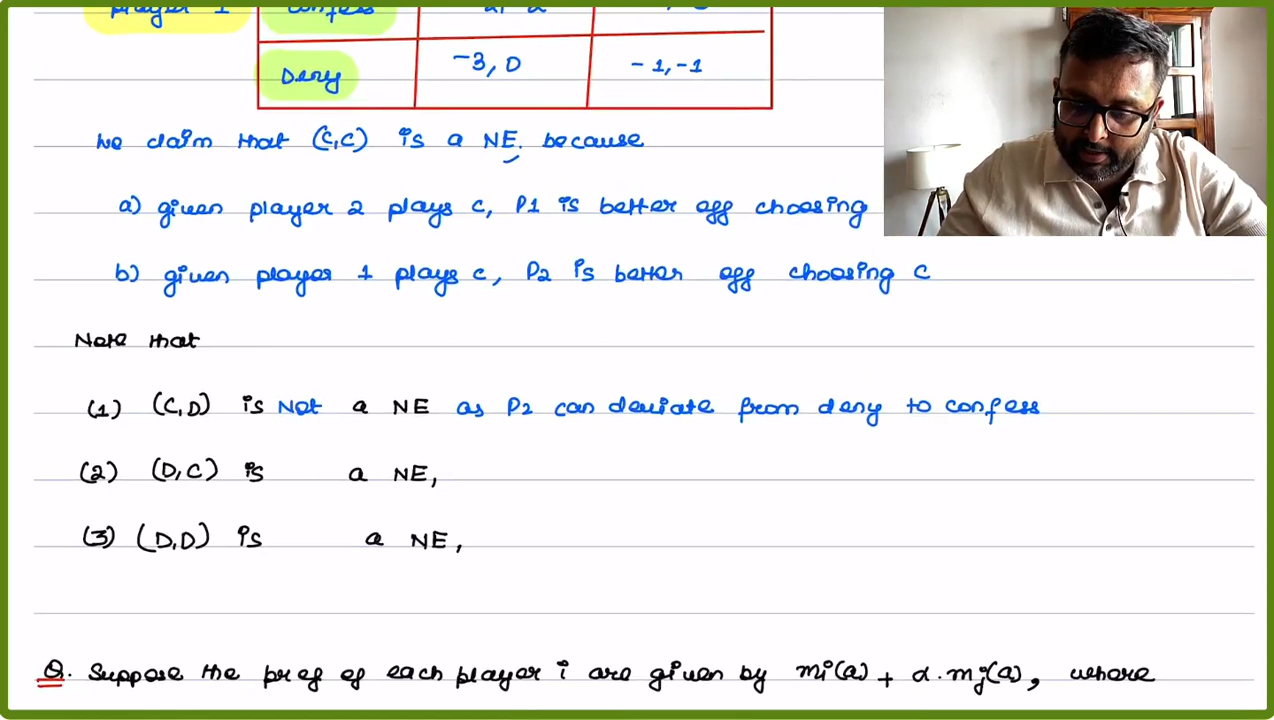 Player 1 Confess
Deny -3, 0 -1, -1
We claim that (C,C) is a NE. because
a) given player 2 plays C, P1 is better off choosing
b) given player 1 plays C, P2 is better off choosing C
Note that
(1) (C,D) is Not a NE as P2 can deviate from deny to confess
(2) (D,C) is a NE,
(3) (D,D) is a NE,
Q. Suppose the pref of each player i are given by mi(a) + α.mj(a), where